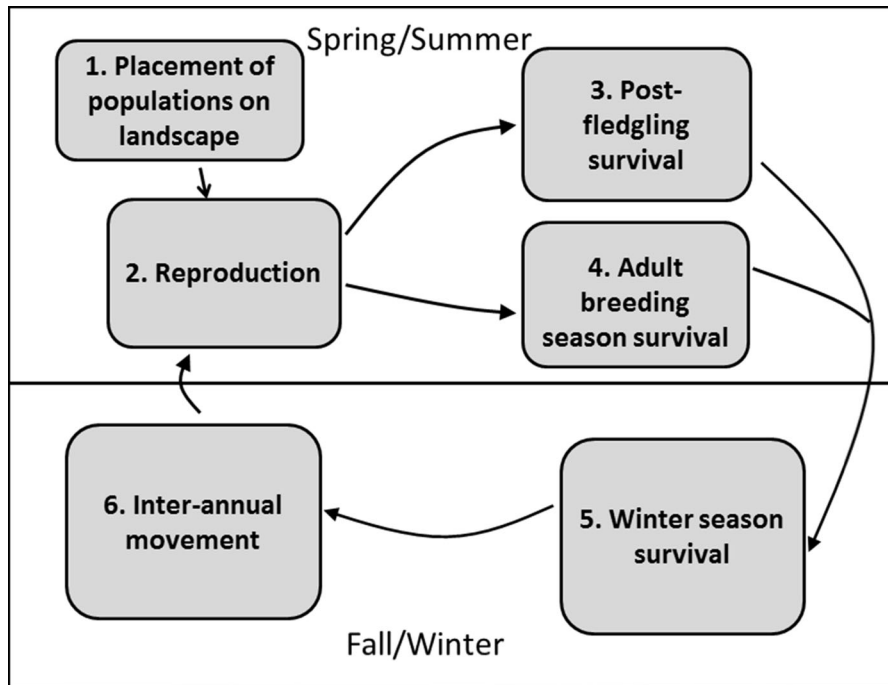 Spring/Summer
1. Placement of
populations on
landscape
2. Reproduction
3. Post-
fledgling
survival
4. Adult
breeding
season survival
5. Winter season
survival
6. Inter-annual
movement
Fall/Winter